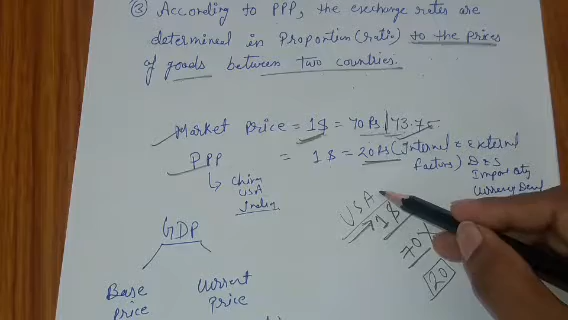 ③ According to PPP, the exchange rates are
determined in Proportion (ratio) to the prices
of goods between two countries.
Market Price = 1$ = 70 Rs | 73.75
PPP = 1$ = 20 Rs (Internal & External
factors) D & S
Import
Currency
China
USA
India
GDP
Base
Price
Current
Price
USA
1$
70
20